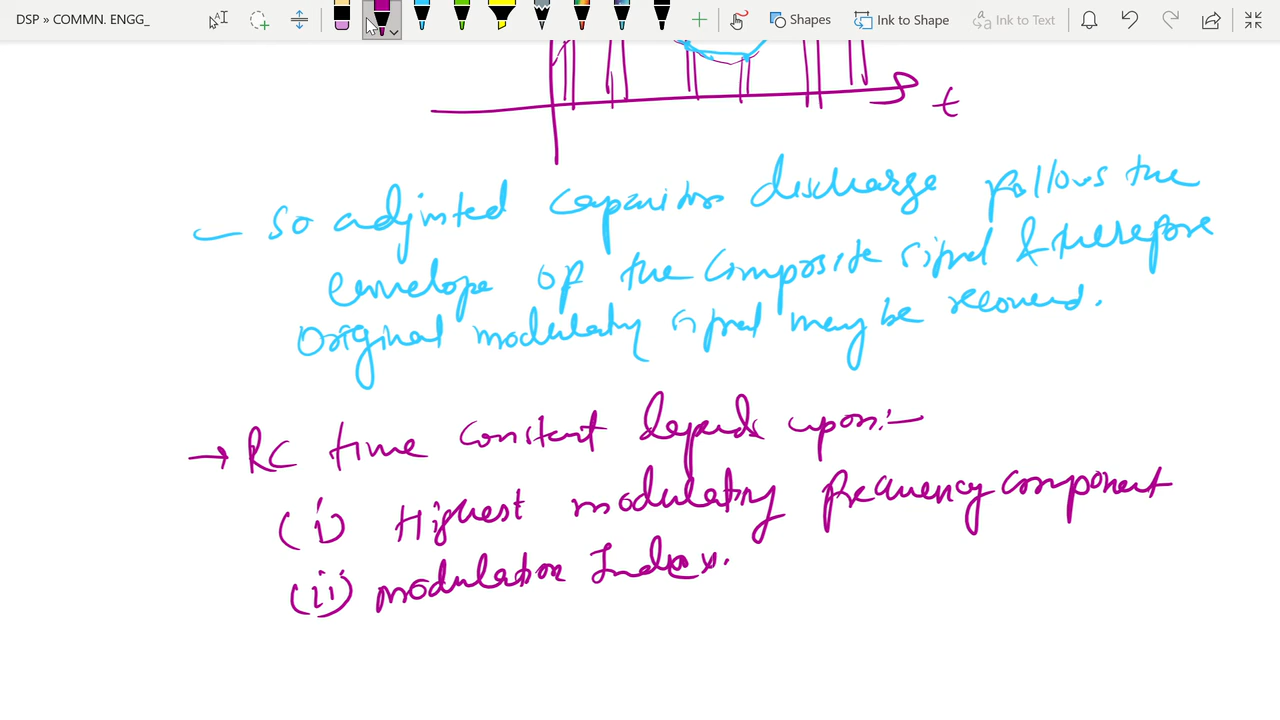 DSP » COMMN. ENGG_
Shapes
Ink to Shape
Ink to Text
t
so adjusted capacitor discharge follows the
envelope of the composite signal & therefore
original modulating signal may be recovered.
→ RC time constant depends upon:-
(i) Highest modulating frequency component
(ii) modulation Index.